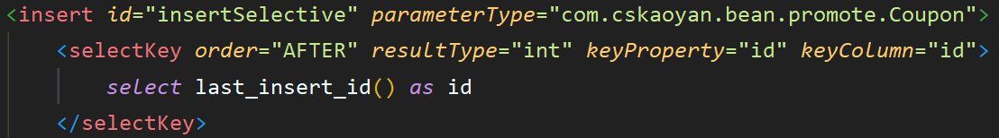 <insert id="insertSelective" parameterType="com.cskaoyan.bean.promote.Coupon">
<selectKey order="AFTER" resultType="int" keyProperty="id" keyColumn="id">
select last_insert_id() as id
</selectKey>